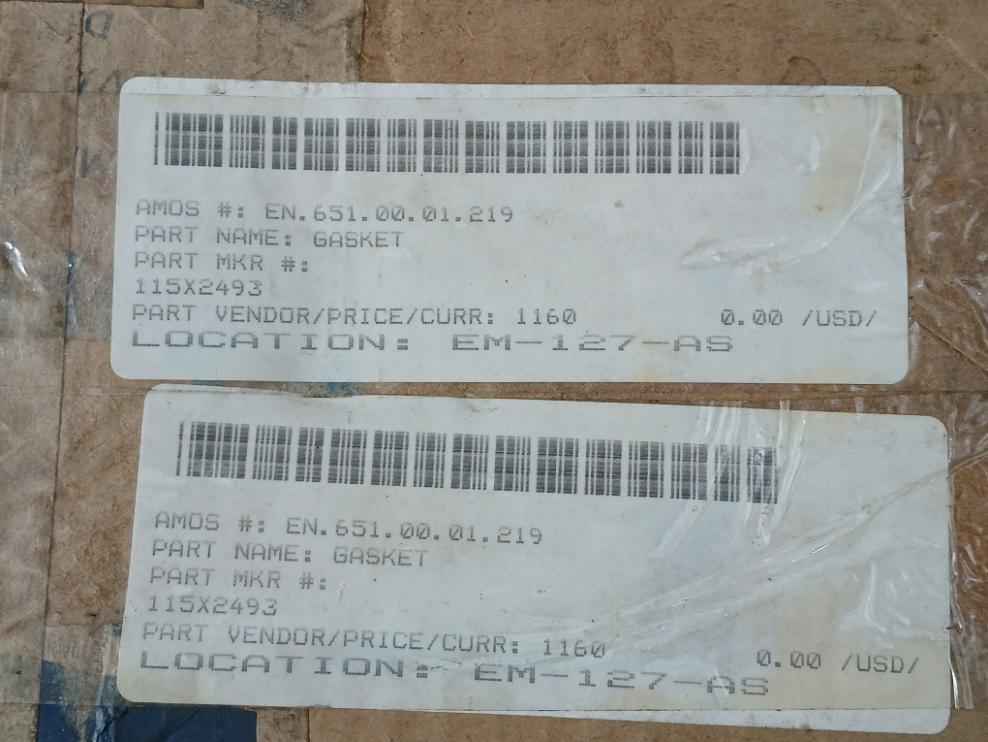 AMOS #: EN.651.00.01.219
PART NAME: GASKET
PART MKR #:
115X2493
PART VENDOR/PRICE/CURR: 1160 0.00 /USD/
LOCATION: EM-127-AS
AMOS #: EN.651.00.01.219
PART NAME: GASKET
PART MKR #:
115X2493
PART VENDOR/PRICE/CURR: 1160 0.00 /USD/
LOCATION: EM-127-AS